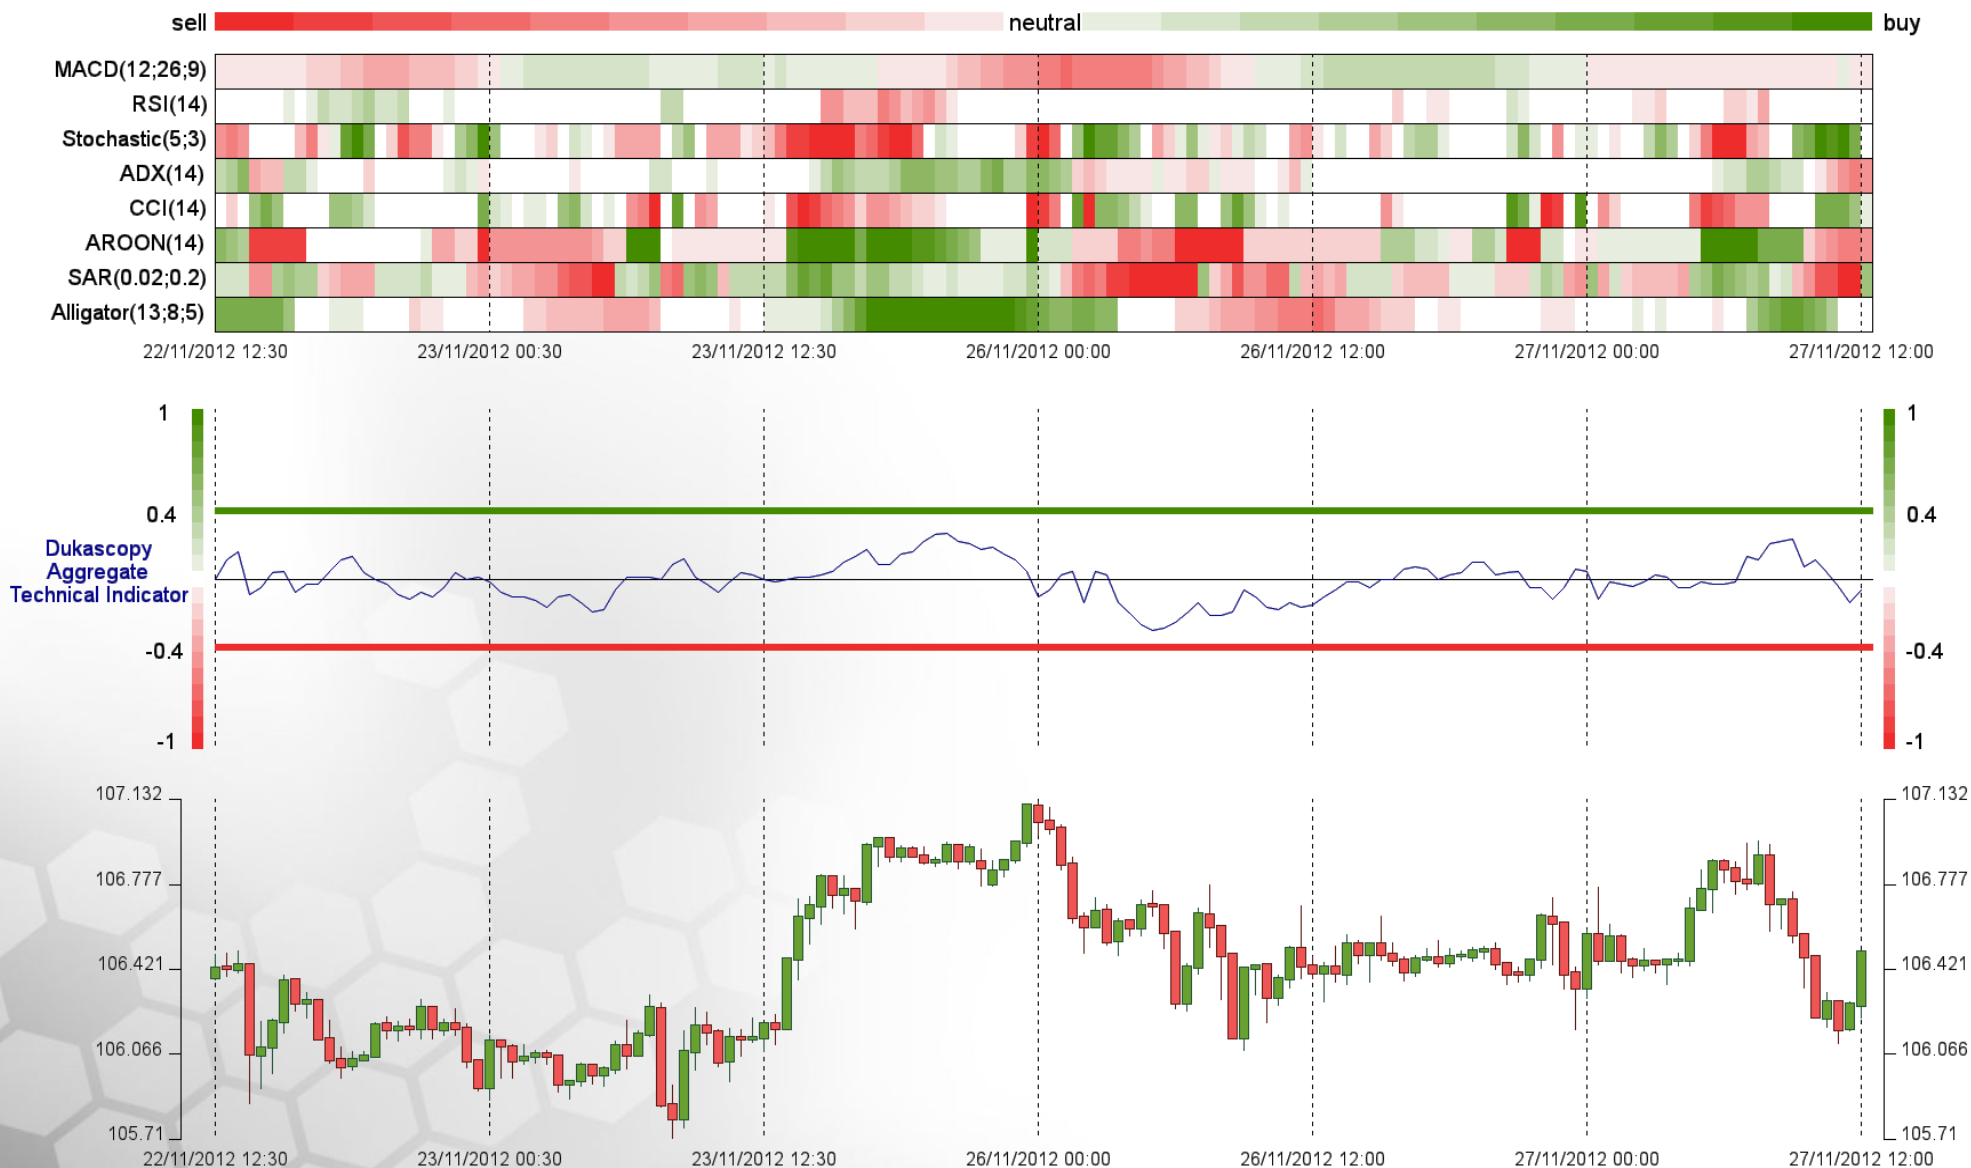 sell neutral buy
MACD(12;26;9)
RSI(14)
Stochastic(5;3)
ADX(14)
CCI(14)
AROON(14)
SAR(0.02;0.2)
Alligator(13;8;5)
22/11/2012 12:30 23/11/2012 00:30 23/11/2012 12:30 26/11/2012 00:00 26/11/2012 12:00 27/11/2012 00:00 27/11/2012 12:00
1 1
0.4 0.4
Dukascopy
Aggregate
Technical Indicator
-0.4 -0.4
-1 -1
107.132 107.132
106.777 106.777
106.421 106.421
106.066 106.066
105.71 105.71
22/11/2012 12:30 23/11/2012 00:30 23/11/2012 12:30 26/11/2012 00:00 26/11/2012 12:00 27/11/2012 00:00 27/11/2012 12:00